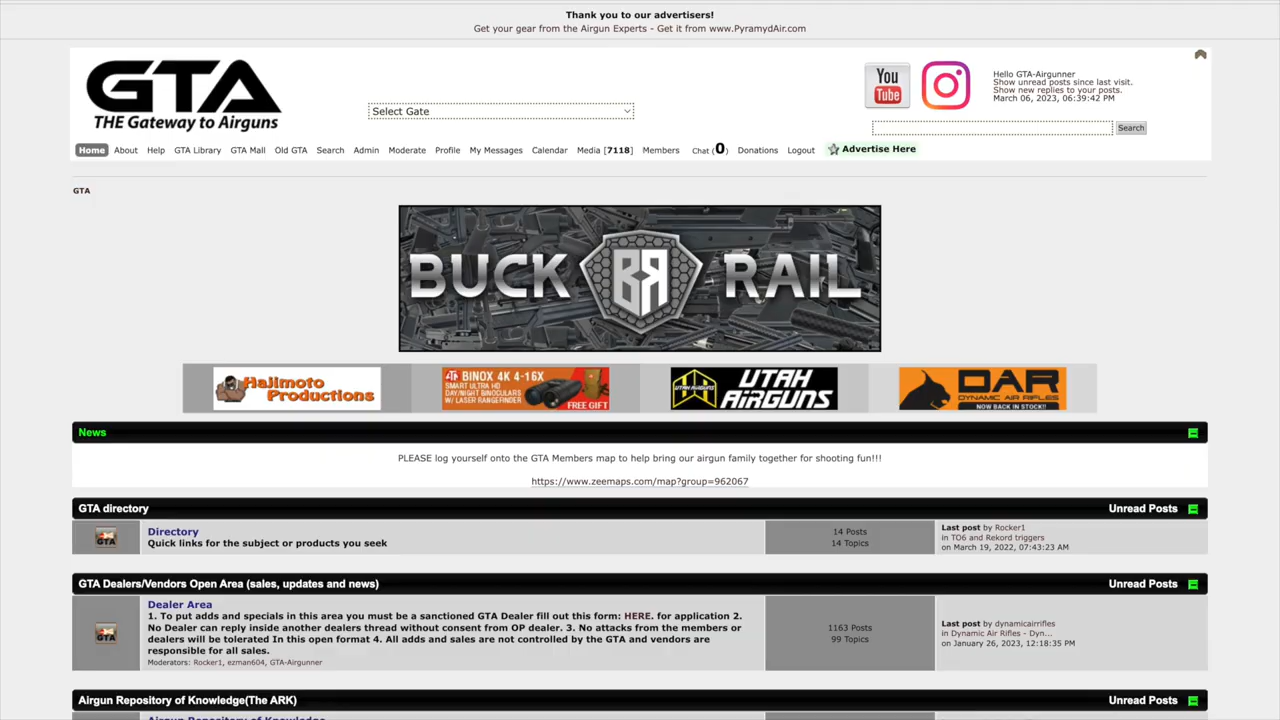 Thank you to our advertisers!
Get your gear from the Airgun Experts - Get it from www.PyramydAir.com
GTA
THE Gateway to Airguns
Select Gate
You
Tube
Hello GTA-Airgunner
Show unread posts since last visit.
Show new replies to your posts.
March 06, 2023, 06:39:42 PM
Search
Home About Help GTA Library GTA Mall Old GTA Search Admin Moderate Profile My Messages Calendar Media [7118] Members Chat (0) Donations Logout Advertise Here
GTA
BUCK BR RAIL
Hajimoto
Productions
ATN BINOX 4K 4-16X
SMART ULTRA HD
DAY/NIGHT BINOCULARS
W/ LASER RANGEFINDER
FREE GIFT
UTAH
AIRGUNS
DAR
DYNAMIC AIR RIFLES
NOW BACK IN STOCK!!
News
PLEASE log yourself onto the GTA Members map to help bring our airgun family together for shooting fun!!!
https://www.zeemaps.com/map?group=962067
GTA directory Unread Posts
Directory
Quick links for the subject or products you seek
14 Posts
14 Topics
Last post by Rocker1
in TO6 and Rekord triggers
on March 19, 2022, 07:43:23 AM
GTA Dealers/Vendors Open Area (sales, updates and news) Unread Posts
Dealer Area
1. To put adds and specials in this area you must be a sanctioned GTA Dealer fill out this form: HERE. for application 2.
No Dealer can reply inside another dealers thread without consent from OP dealer. 3. No attacks from the members or
dealers will be tolerated In this open format 4. All adds and sales are not controlled by the GTA and vendors are
responsible for all sales.
Moderators: Rocker1, ezman604, GTA-Airgunner
1163 Posts
99 Topics
Last post by dynamicairrifles
in Dynamic Air Rifles - Dyn...
on January 26, 2023, 12:18:35 PM
Airgun Repository of Knowledge(The ARK) Unread Posts
Airgun Repository of Knowledge